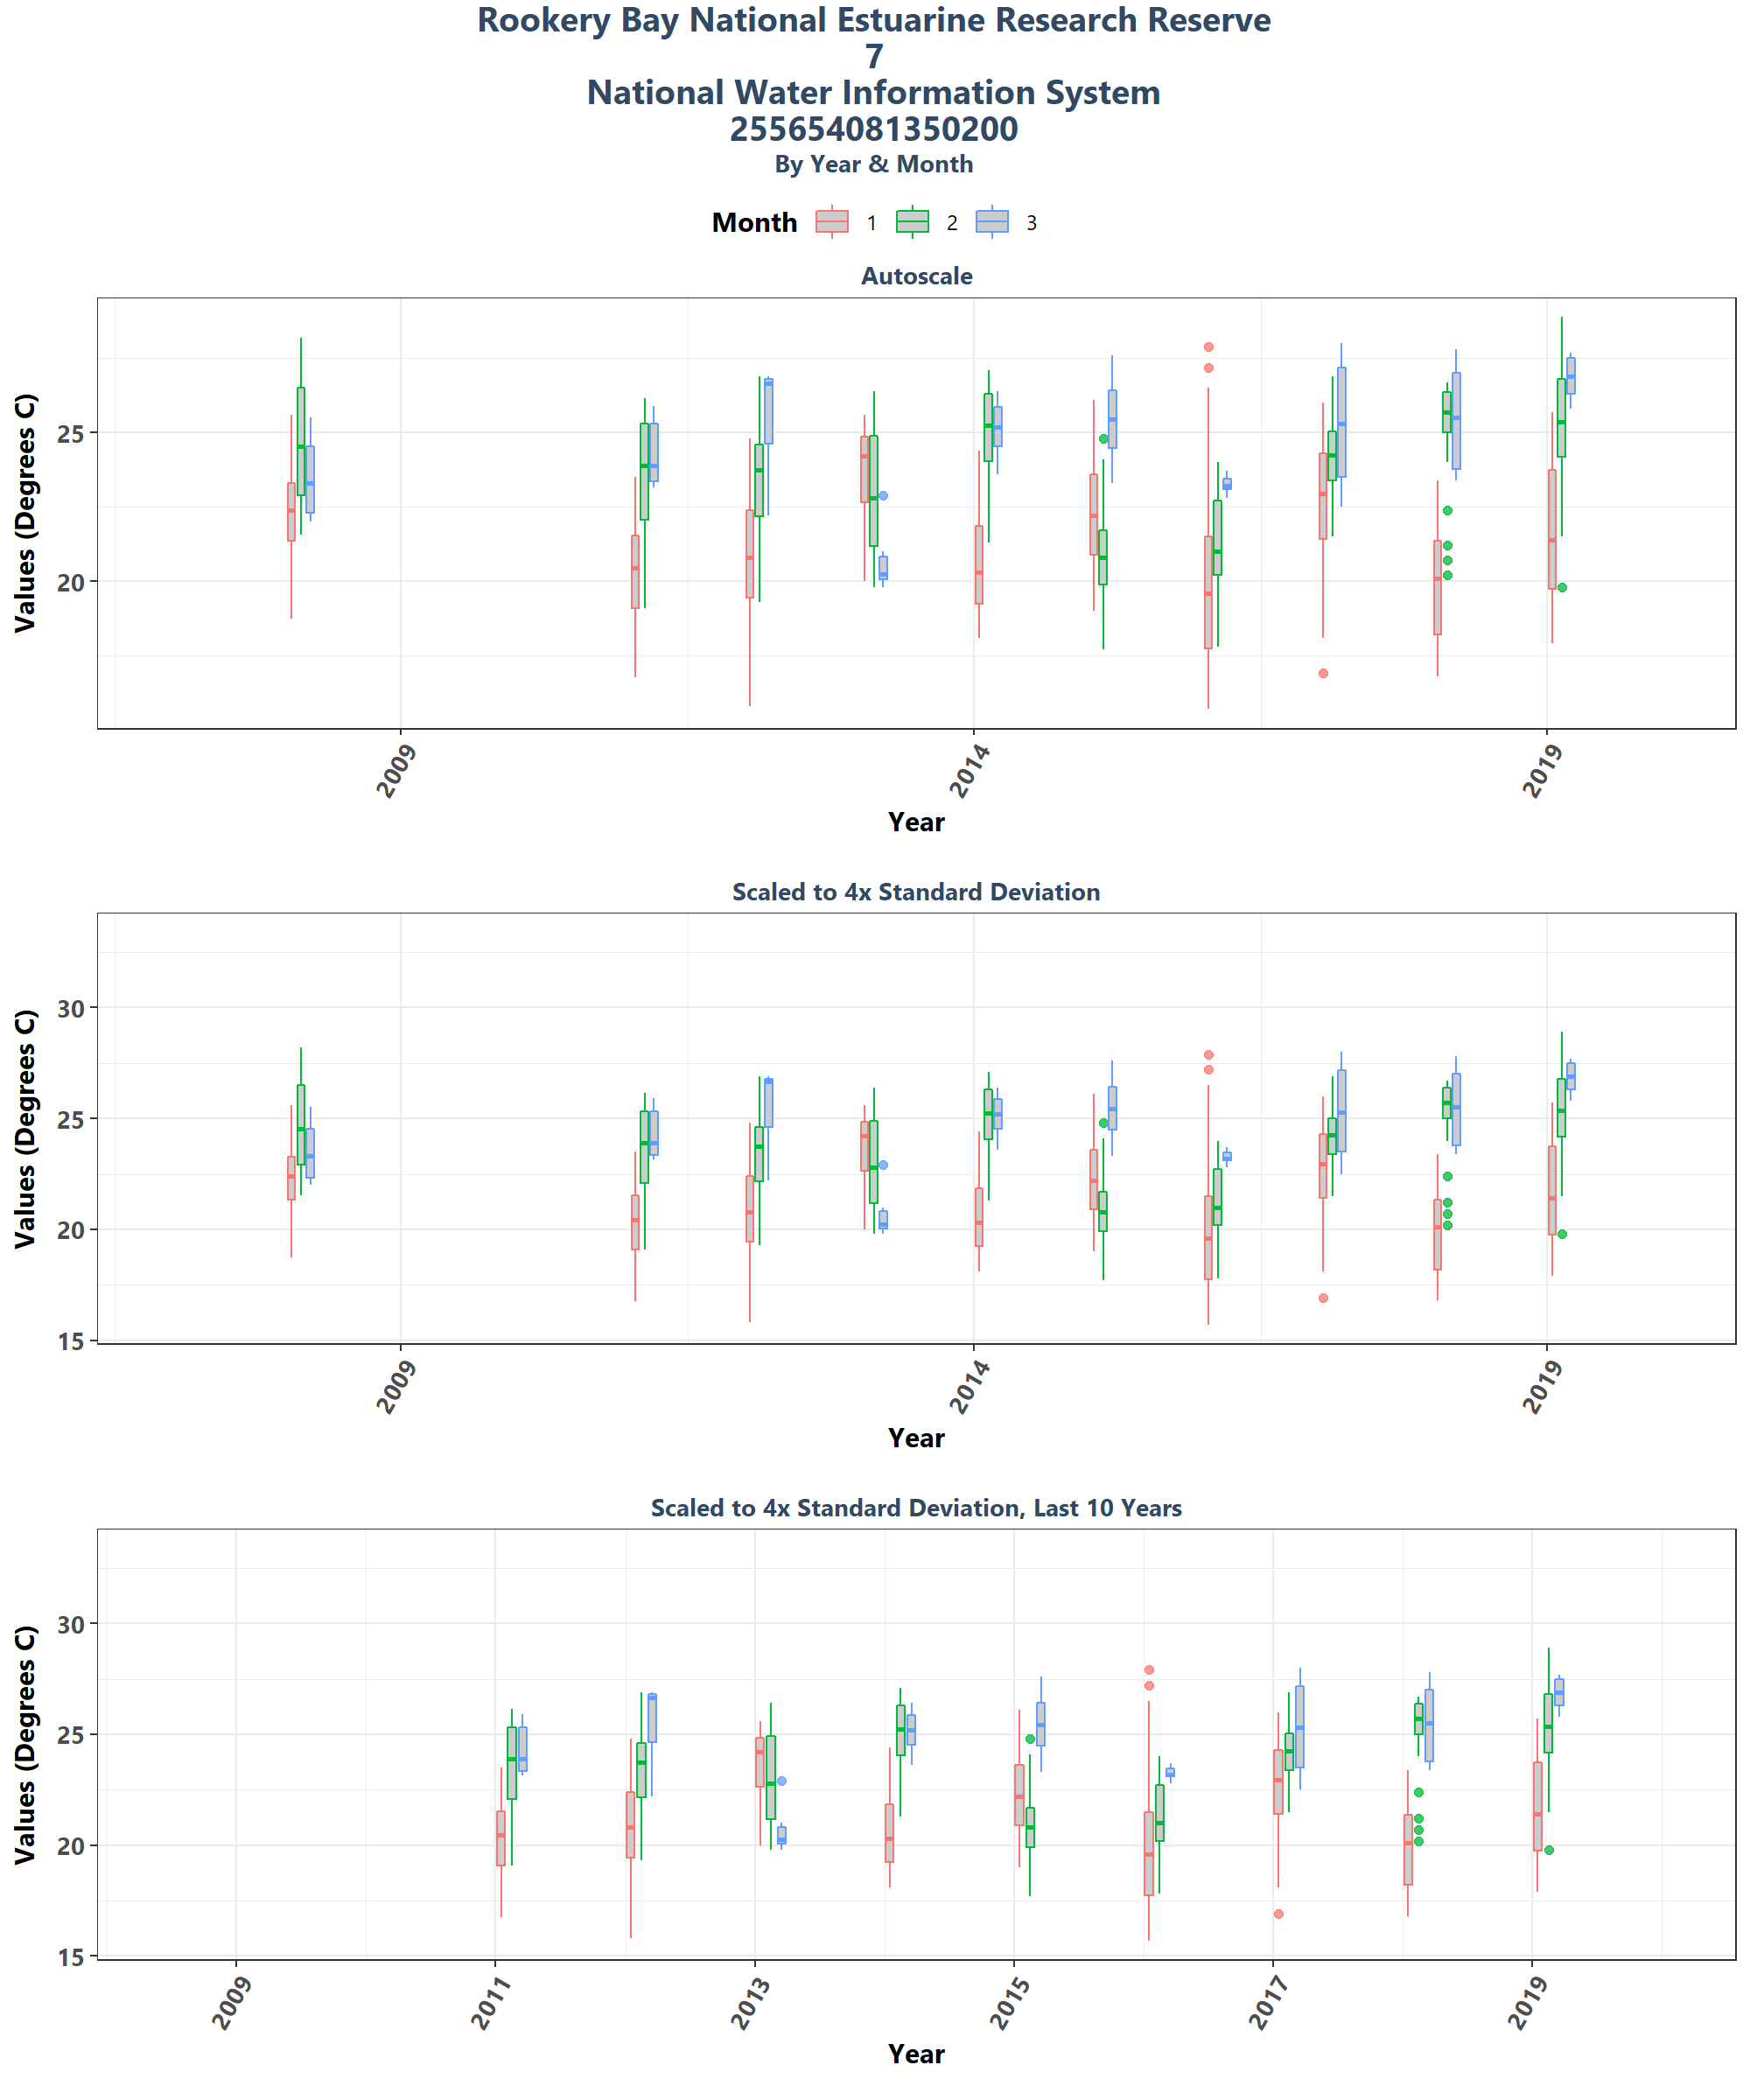 Rookery Bay National Estuarine Research Reserve
7
National Water Information System
255654081350200
By Year & Month
Month 1 2 3
Autoscale
Values (Degrees C)
25
20
2009 2014 2019
Year
Scaled to 4x Standard Deviation
Values (Degrees C)
30
25
20
15
2009 2014 2019
Year
Scaled to 4x Standard Deviation, Last 10 Years
Values (Degrees C)
30
25
20
15
2009 2011 2013 2015 2017 2019
Year